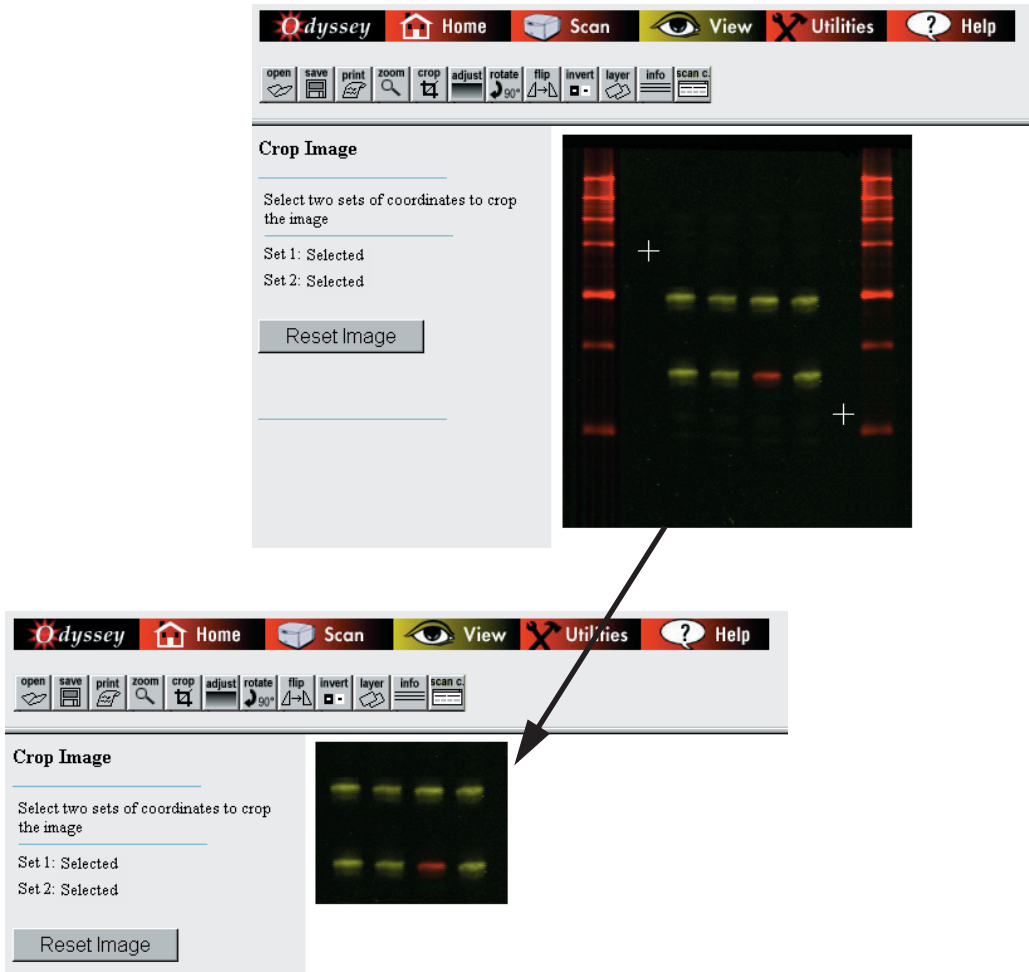 Odyssey Home Scan View Utilities ? Help
open save print zoom crop adjust rotate flip invert layer info scan c.
90°
Crop Image
Select two sets of coordinates to crop
the image
Set 1: Selected
Set 2: Selected
Reset Image
Odyssey Home Scan View Utilities ? Help
open save print zoom crop adjust rotate flip invert layer info scan c.
90°
Crop Image
Select two sets of coordinates to crop
the image
Set 1: Selected
Set 2: Selected
Reset Image